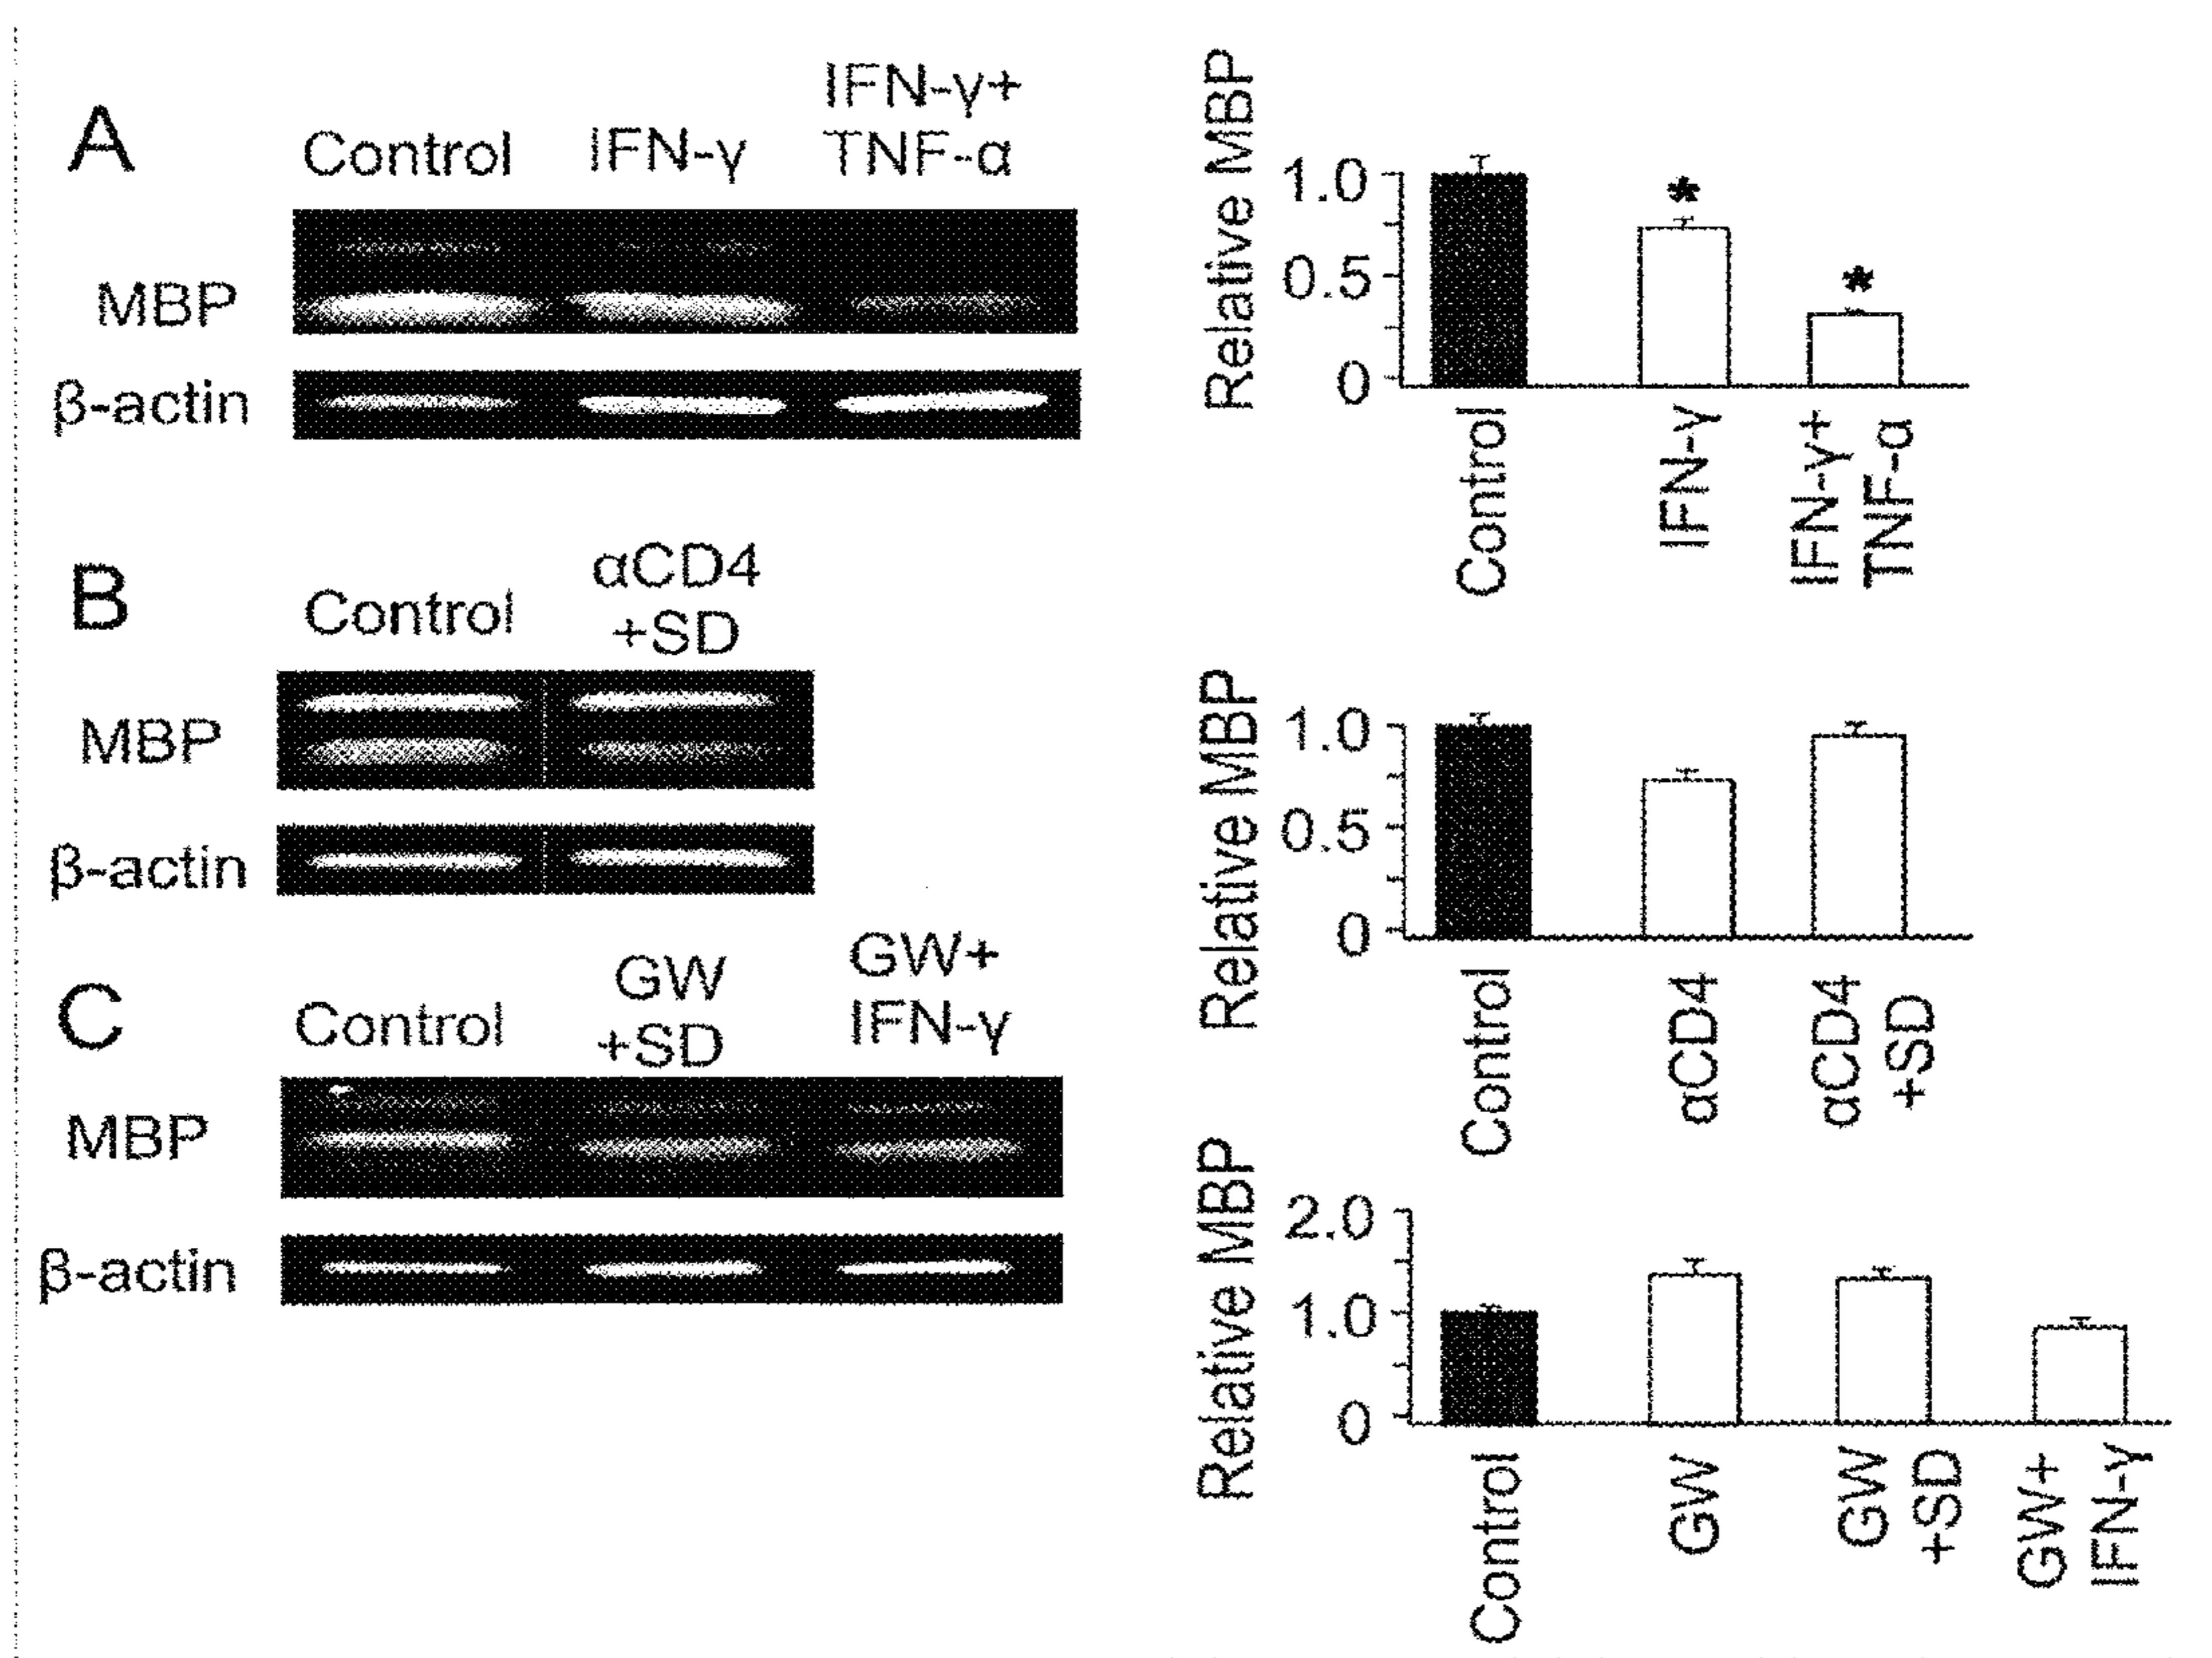 A
Control
IFN-γ
IFN-γ+
TNF-α
MBP
β-actin
Relative MBP
1.0
0.5
0
*
*
Control
IFN-γ
IFN-γ+
TNF-α
B
Control
αCD4
+SD
MBP
β-actin
Relative MBP
1.0
0.5
0
Control
αCD4
αCD4
+SD
C
Control
GW
+SD
GW+
IFN-γ
MBP
β-actin
Relative MBP
2.0
1.0
0
Control
GW
GW
+SD
GW+
IFN-γ